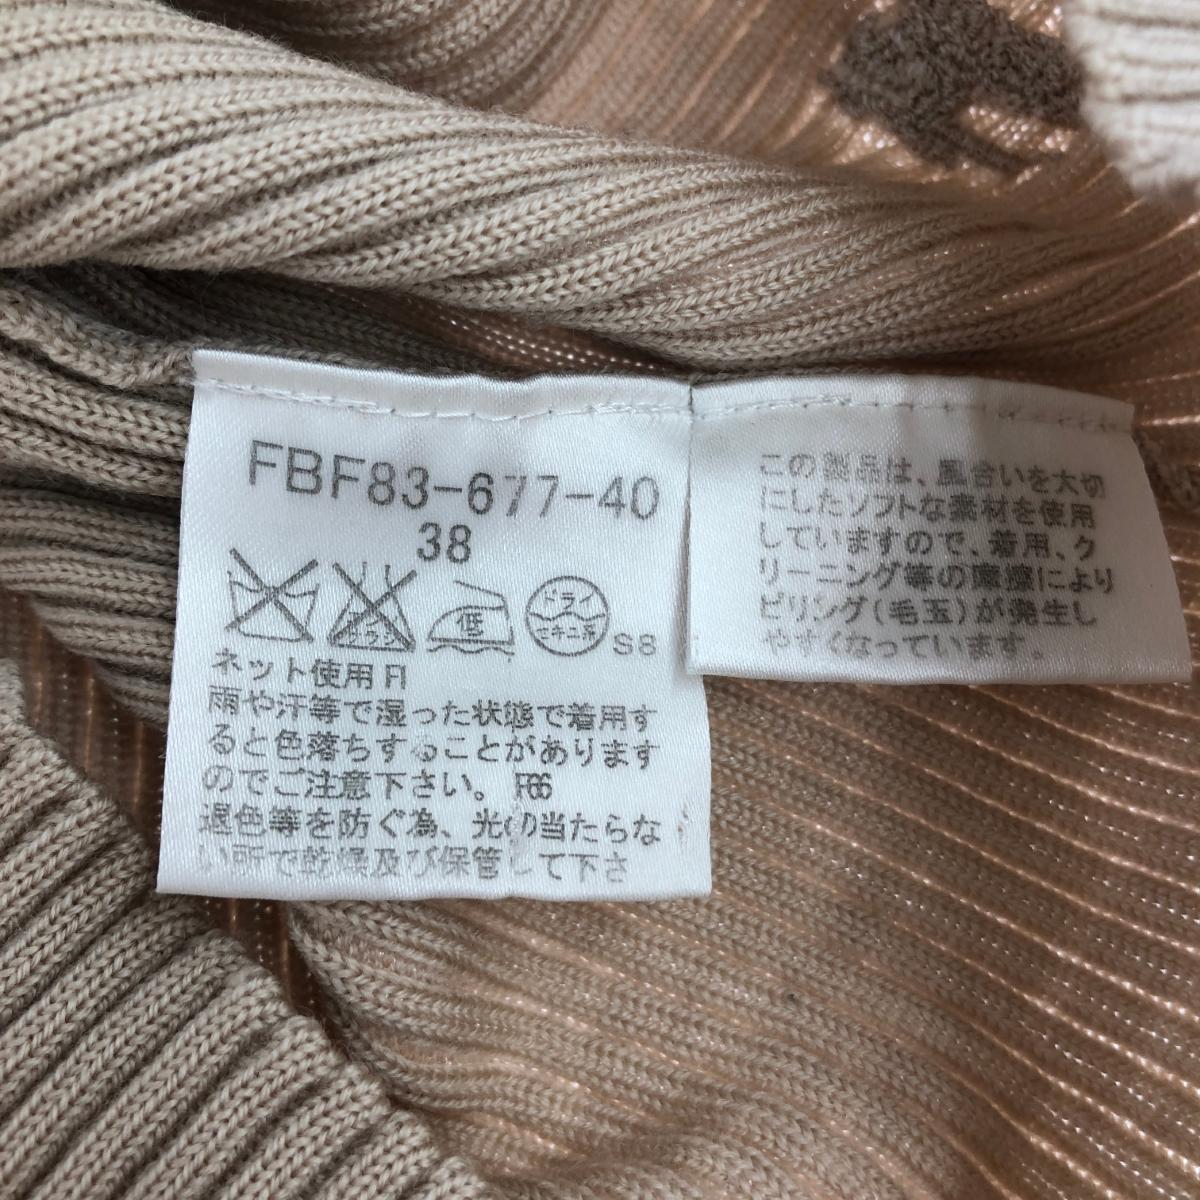 FBF83-677-40
38
エンソ サラシ
低
ドライ
セキユ系
S8
ネット使用 FI
雨や汗等で湿った状態で着用す
ると色落ちすることがあります
のでご注意下さい。 F66
退色等を防ぐ為、光の当たらな
い所で乾燥及び保管して下さ
この製品は、風合いを大切
にしたソフトな素材を使用
していますので、着用、ク
リーニング等の摩擦により
ピリング(毛玉)が発生し
やすくなっています。